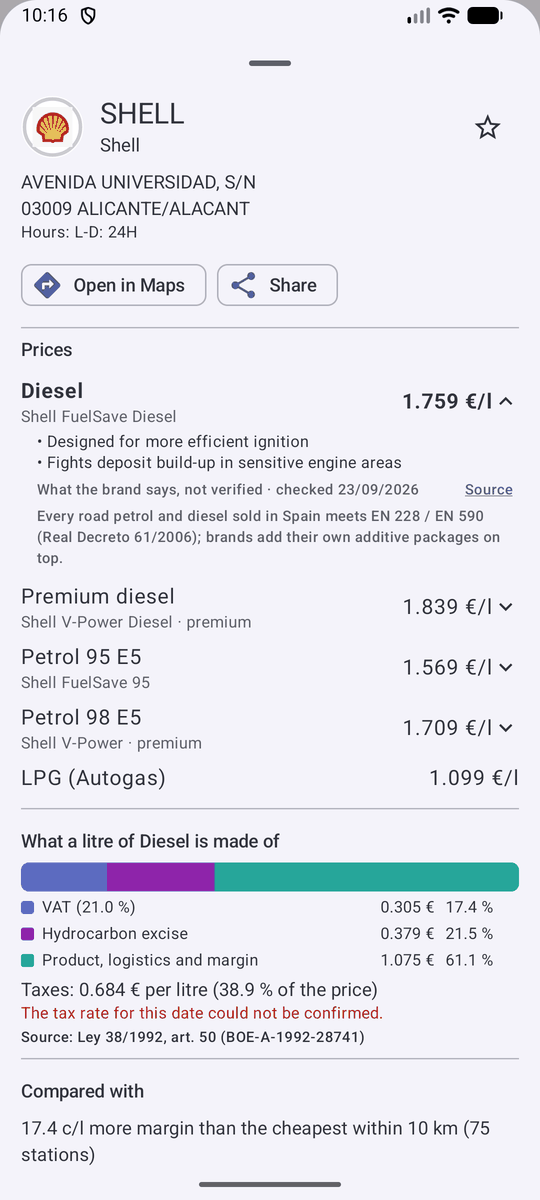 10:16
SHELL
Shell
AVENIDA UNIVERSIDAD, S/N
03009 ALICANTE/ALACANT
Hours: L-D: 24H
Open in Maps
Share
Prices
Diesel
1.759 €/l
Shell FuelSave Diesel
• Designed for more efficient ignition
• Fights deposit build-up in sensitive engine areas
What the brand says, not verified · checked 23/09/2026 Source
Every road petrol and diesel sold in Spain meets EN 228 / EN 590
(Real Decreto 61/2006); brands add their own additive packages on
top.
Premium diesel
1.839 €/l
Shell V-Power Diesel · premium
Petrol 95 E5
1.569 €/l
Shell FuelSave 95
Petrol 98 E5
1.709 €/l
Shell V-Power · premium
LPG (Autogas) 1.099 €/l
What a litre of Diesel is made of
VAT (21.0 %) 0.305 € 17.4 %
Hydrocarbon excise 0.379 € 21.5 %
Product, logistics and margin 1.075 € 61.1 %
Taxes: 0.684 € per litre (38.9 % of the price)
The tax rate for this date could not be confirmed.
Source: Ley 38/1992, art. 50 (BOE-A-1992-28741)
Compared with
17.4 c/l more margin than the cheapest within 10 km (75
stations)